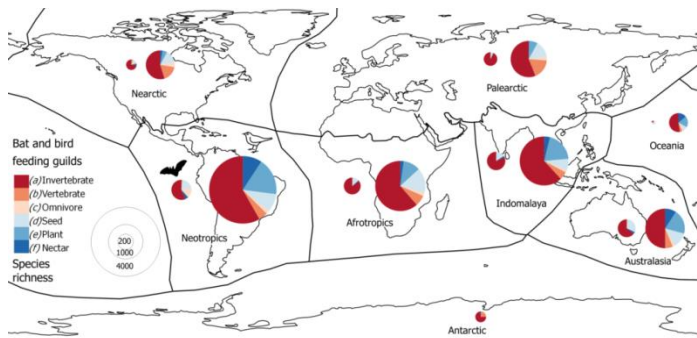 Nearctic
Palearctic
Oceania
Bat and bird
feeding guilds
(a)Invertebrate
(b)Vertebrate
(c)Omnivore
(d)Seed
(e)Plant
(f) Nectar
Species
richness
200
1000
4000
Neotropics
Afrotropics
Indomalaya
Australasia
Antarctic